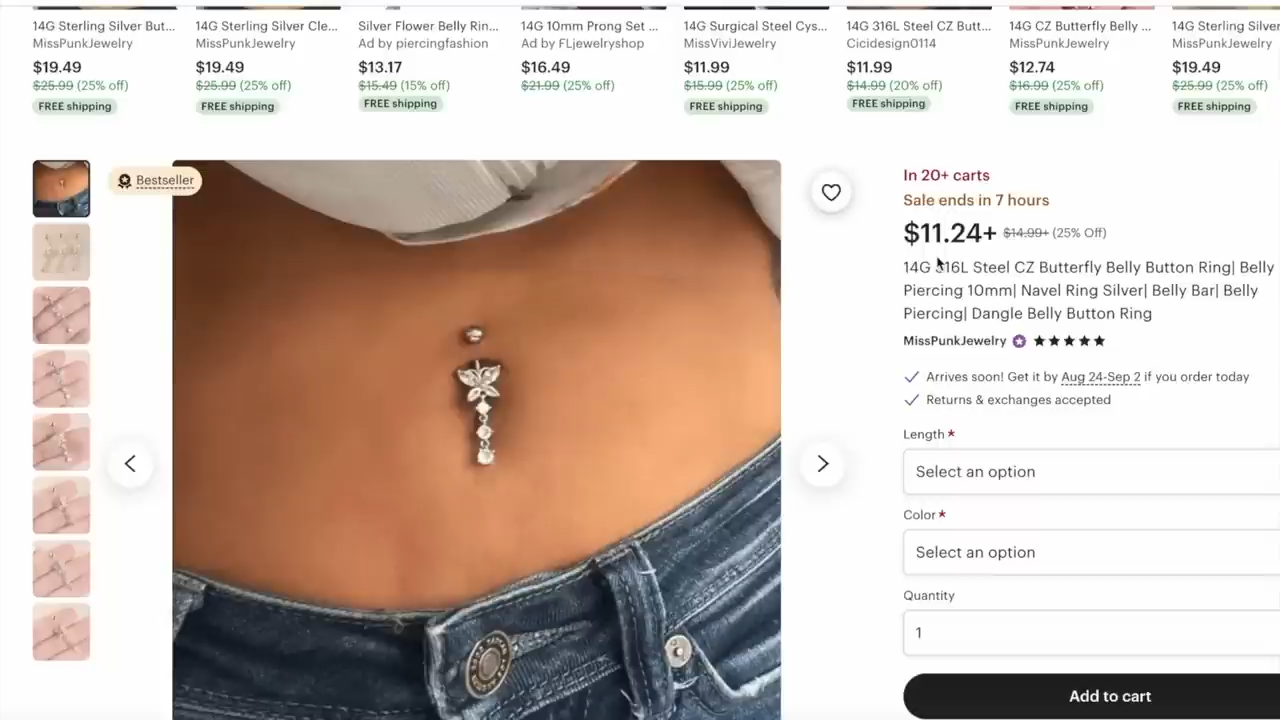 14G Sterling Silver But...
MissPunkJewelry
$19.49
$25.99 (25% off)
FREE shipping
14G Sterling Silver Cle...
MissPunkJewelry
$19.49
$25.99 (25% off)
FREE shipping
Silver Flower Belly Rin...
Ad by piercingfashion
$13.17
$15.49 (15% off)
FREE shipping
14G 10mm Prong Set ...
Ad by FLjewelryshop
$16.49
$21.99 (25% off)
14G Surgical Steel Cys...
MissViviJewelry
$11.99
$15.99 (25% off)
FREE shipping
14G 316L Steel CZ Butt...
Cicidesign0114
$11.99
$14.99 (20% off)
FREE shipping
14G CZ Butterfly Belly ...
MissPunkJewelry
$12.74
$16.99 (25% off)
FREE shipping
14G Sterling Silver
MissPunkJewelry
$19.49
$25.99 (25% off)
FREE shipping
Bestseller
In 20+ carts
Sale ends in 7 hours
$11.24+ $14.99+ (25% Off)
14G 316L Steel CZ Butterfly Belly Button Ring| Belly
Piercing 10mm| Navel Ring Silver| Belly Bar| Belly
Piercing| Dangle Belly Button Ring
MissPunkJewelry
Arrives soon! Get it by Aug 24-Sep 2 if you order today
Returns & exchanges accepted
Length *
Select an option
Color *
Select an option
Quantity
1
Add to cart